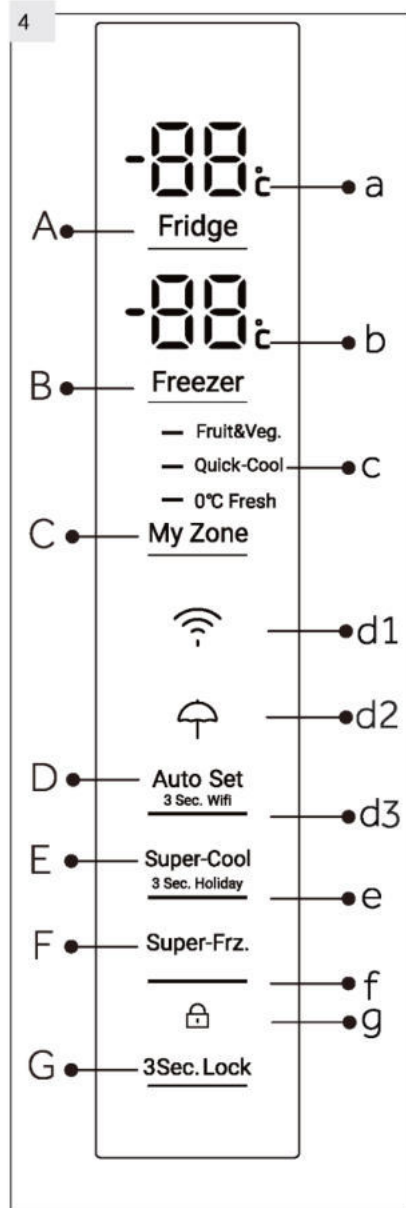 4
-88°c
a
A
Fridge
-88°c
b
B
Freezer
Fruit&Veg.
Quick-Cool
c
0°C Fresh
C
My Zone
d1
d2
D
Auto Set
3 Sec. Wifi
d3
E
Super-Cool
3 Sec. Holiday
e
F
Super-Frz.
f
g
G
3Sec. Lock